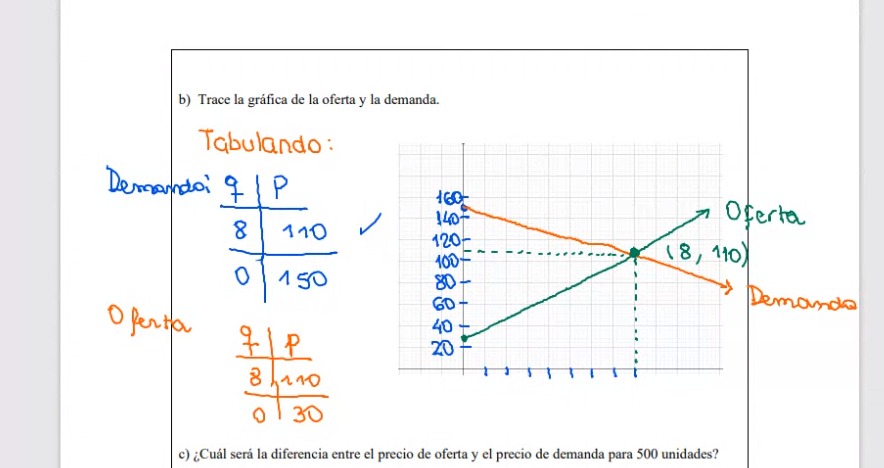 b) Trace la gráfica de la oferta y la demanda.
Tabulando:
Demanda: q P
8 110
0 150
Oferta
q P
8 110
0 30
160
140
120
100
80
60
40
20
Oferta
(8, 110)
Demanda
c) ¿Cuál será la diferencia entre el precio de oferta y el precio de demanda para 500 unidades?